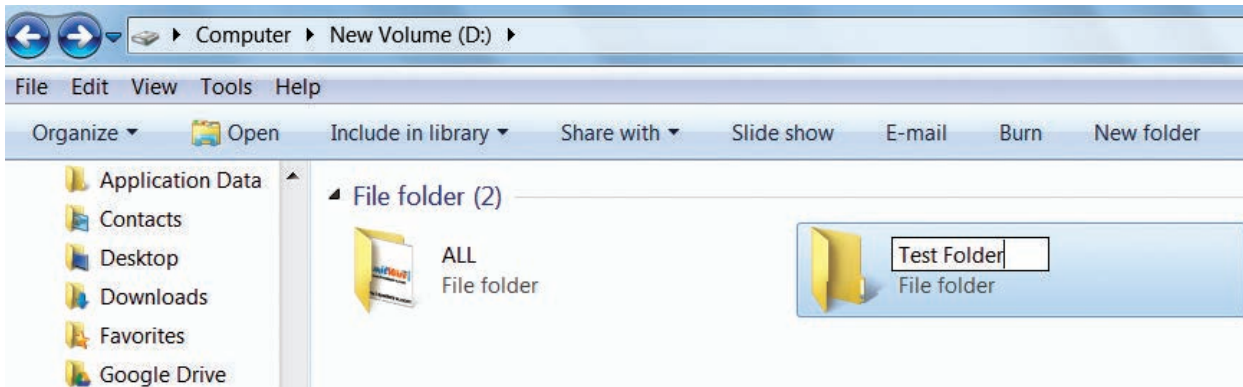 Computer New Volume (D:)
File Edit View Tools Help
Organize Open Include in library Share with Slide show E-mail Burn New folder
Application Data
Contacts
Desktop
Downloads
Favorites
Google Drive
File folder (2)
ALL
File folder
Test Folder
File folder